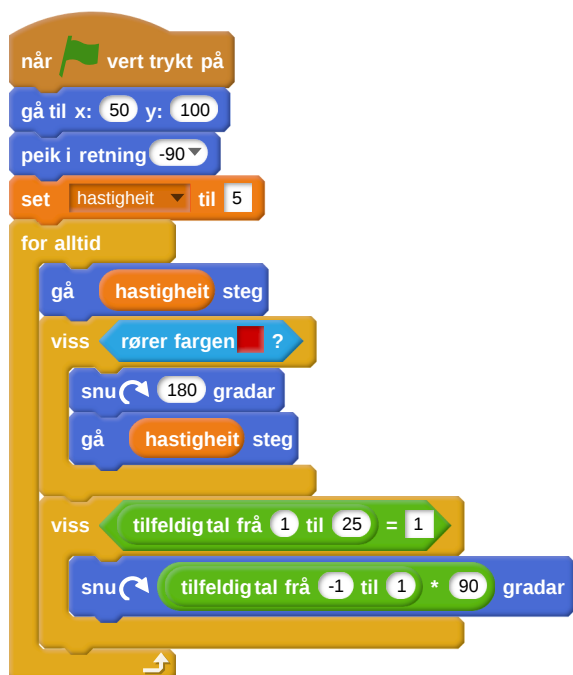 når vert trykt på
gå til x: 50 y: 100
peik i retning -90
set hastigheit til 5
for alltid
gå hastigheit steg
viss rører fargen ?
snu 180 gradar
gå hastigheit steg
viss tilfeldig tal frå 1 til 25 = 1
snu tilfeldig tal frå -1 til 1 * 90 gradar